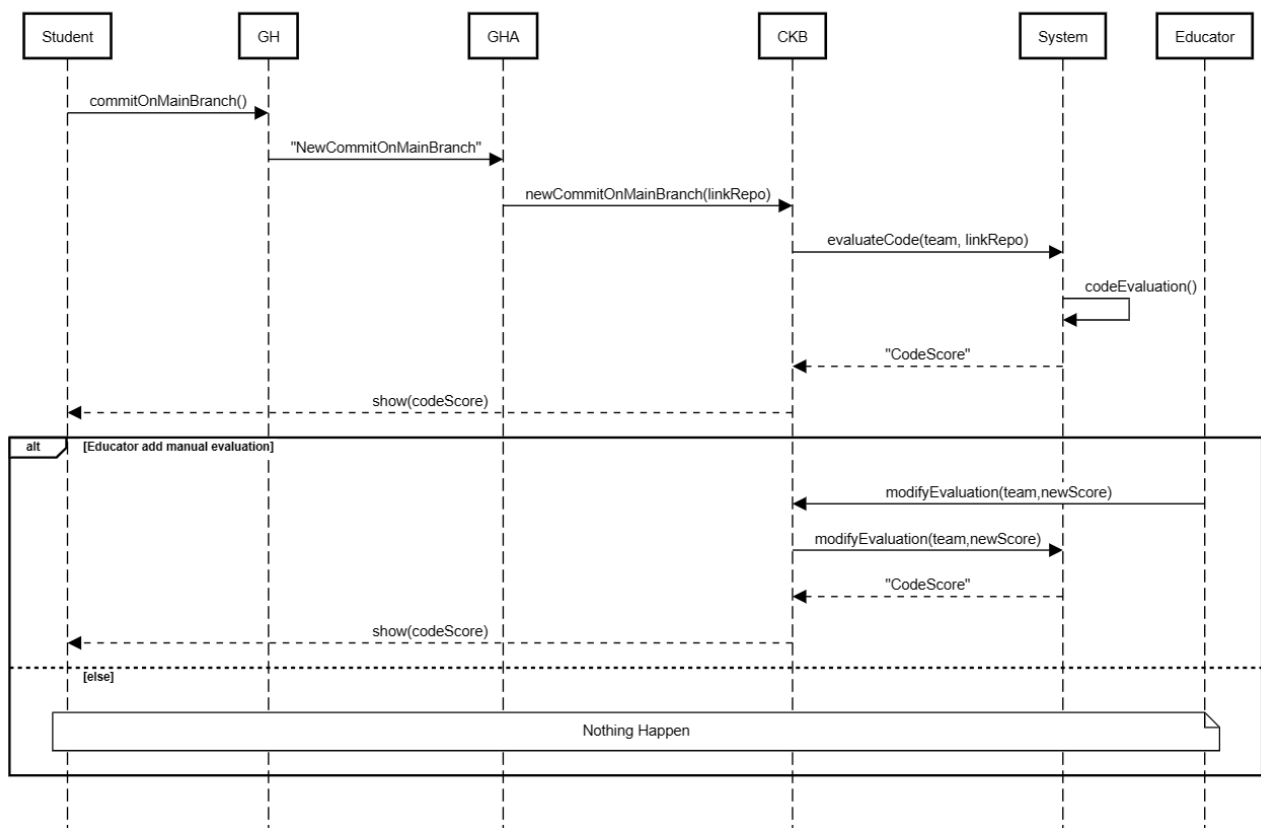 Student
GH
GHA
CKB
System
Educator
commitOnMainBranch()
"NewCommitOnMainBranch"
newCommitOnMainBranch(linkRepo)
evaluateCode(team, linkRepo)
codeEvaluation()
"CodeScore"
show(codeScore)
alt
[Educator add manual evaluation]
modifyEvaluation(team,newScore)
modifyEvaluation(team,newScore)
"CodeScore"
show(codeScore)
[else]
Nothing Happen